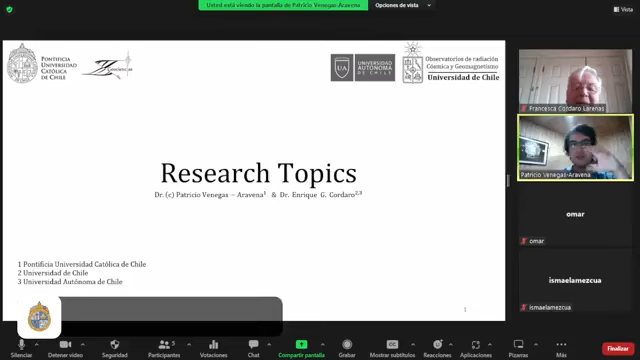 Usted está viendo la pantalla de Patricio Venegas-Aravena
Opciones de vista
Vista
PONTIFICIA
UNIVERSIDAD
CATÓLICA
DE CHILE
Conciencias
UA
UNIVERSIDAD
AUTÓNOMA
DE CHILE
Observatorios de radiación
Cósmica y Geomagnetismo
Universidad de Chile
Research Topics
Dr. (c) Patricio Venegas – Aravena1 & Dr. Enrique G. Cordaro2,3
1 Pontificia Universidad Católica de Chile
2 Universidad de Chile
3 Universidad Autónoma de Chile
1
Francesca Cordaro Larenas
Patricio Venegas-Aravena
omar
omar
ismaelamezcua
ismaelamezcua
Silenciar
Detener video
Seguridad
5
Participantes
Votaciones
Chat
Compartir pantalla
Grabar
CC
Mostrar subtítulos
Reacciones
Aplicaciones
Pizarras
Más
Finalizar